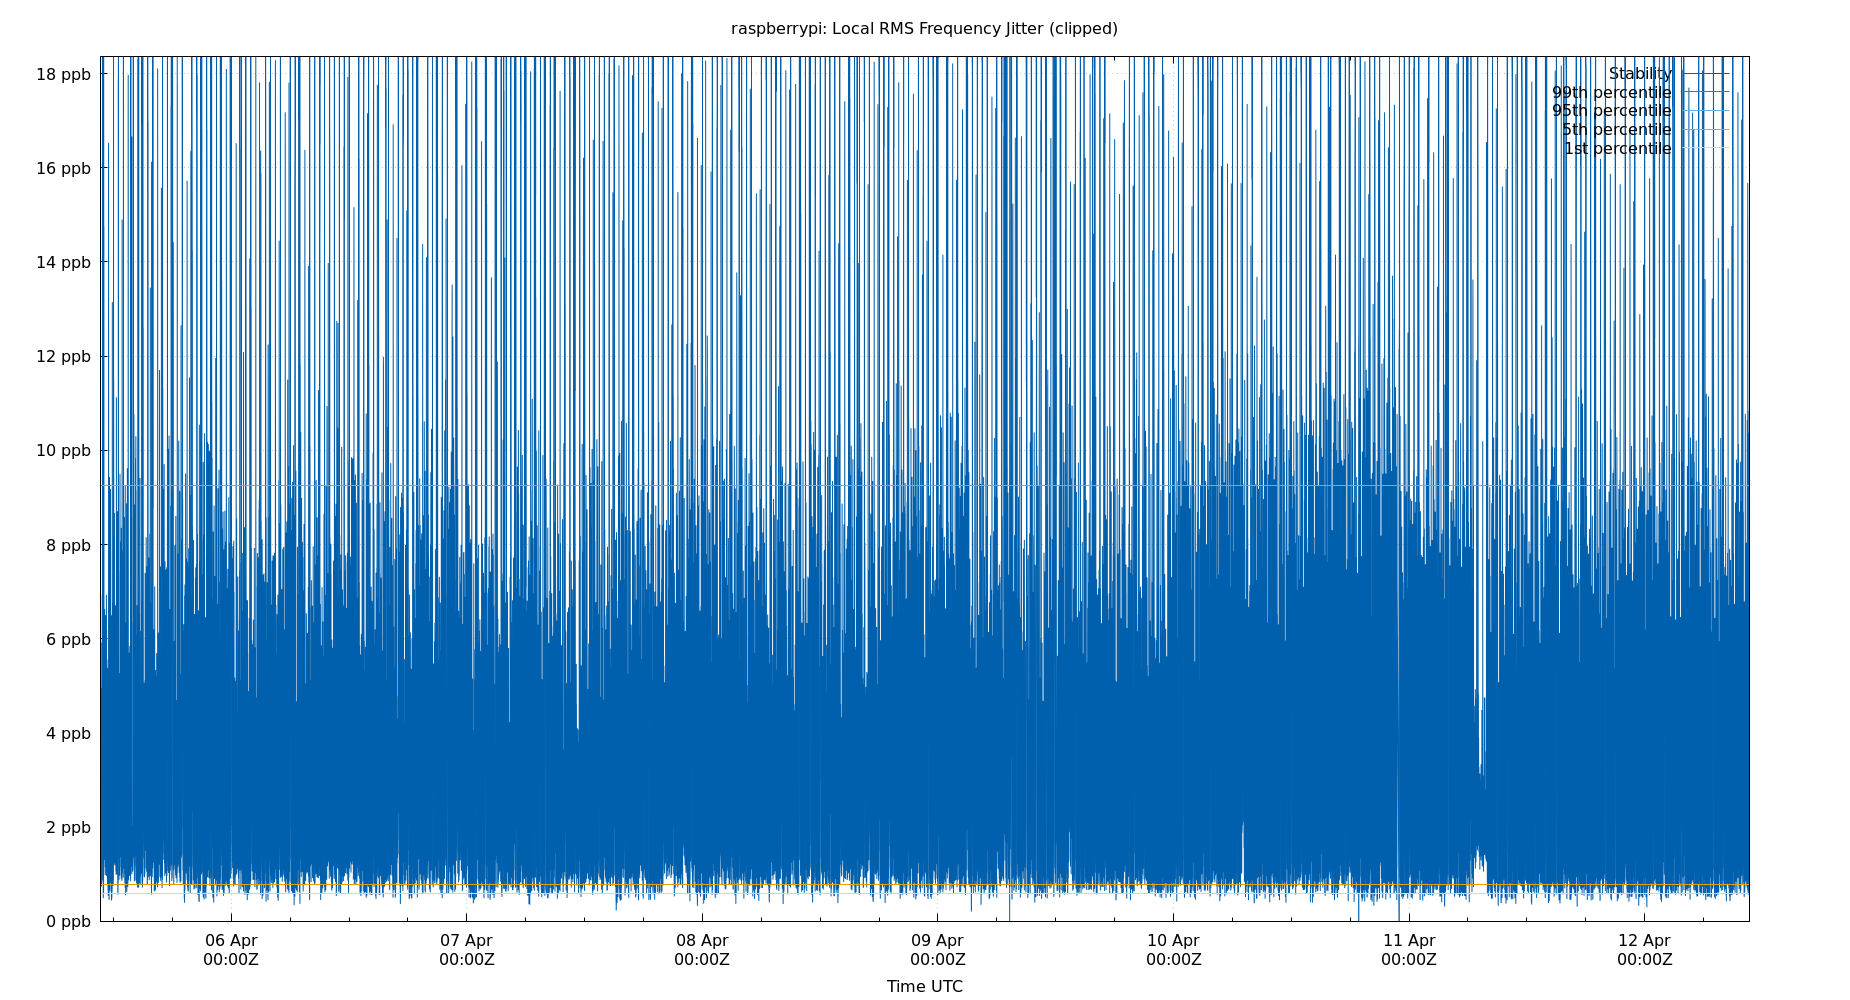 raspberrypi: Local RMS Frequency Jitter (clipped)
18 ppb
16 ppb
14 ppb
12 ppb
10 ppb
8 ppb
6 ppb
4 ppb
2 ppb
0 ppb
Stability
99th percentile
95th percentile
5th percentile
1st percentile
06 Apr
00:00Z
07 Apr
00:00Z
08 Apr
00:00Z
09 Apr
00:00Z
10 Apr
00:00Z
11 Apr
00:00Z
12 Apr
00:00Z
Time UTC